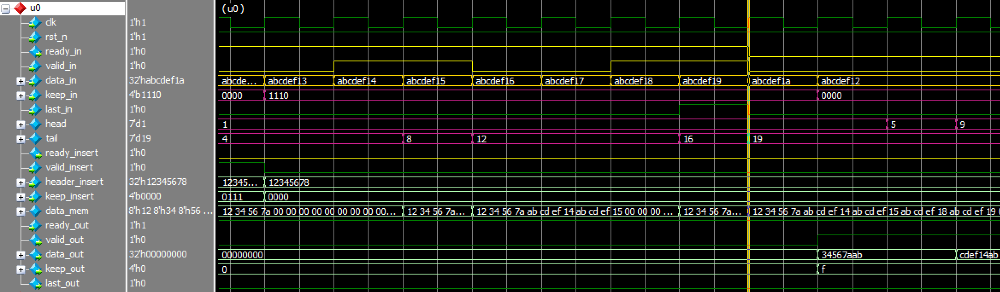 u0 ( u0 )
clk 1'h1
rst_n 1'h1
ready_in 1'h0
valid_in 1'h0
data_in 32'habcdef1a abcde... abcdef13 abcdef14 abcdef15 abcdef16 abcdef17 abcdef18 abcdef19 abcdef1a abcdef12
keep_in 4'b1110 0000 1110 0000
last_in 1'h0
head 7'd1 1 5 9
tail 7'd19 4 8 12 16 19
ready_insert 1'h0
valid_insert 1'h0
header_insert 32'h12345678 12345... 12345678
keep_insert 4'b0000 0111 0000
data_mem 8'h12 8'h34 8'h56 ... 12 34 56 7a 00 00 00 00 00 00 00 00 00... 12 34 56 7a... 12 34 56 7a ab cd ef 14 ab cd ef 15 00 00 00 ... 12 34 56 7a... 12 34 56 7a ab cd ef 14 ab cd ef 15 ab cd ef 18 ab cd ef 19
ready_out 1'h1
valid_out 1'h0
data_out 32'h00000000 00000000 34567aab cdef14ab
keep_out 4'h0 0 f
last_out 1'h0